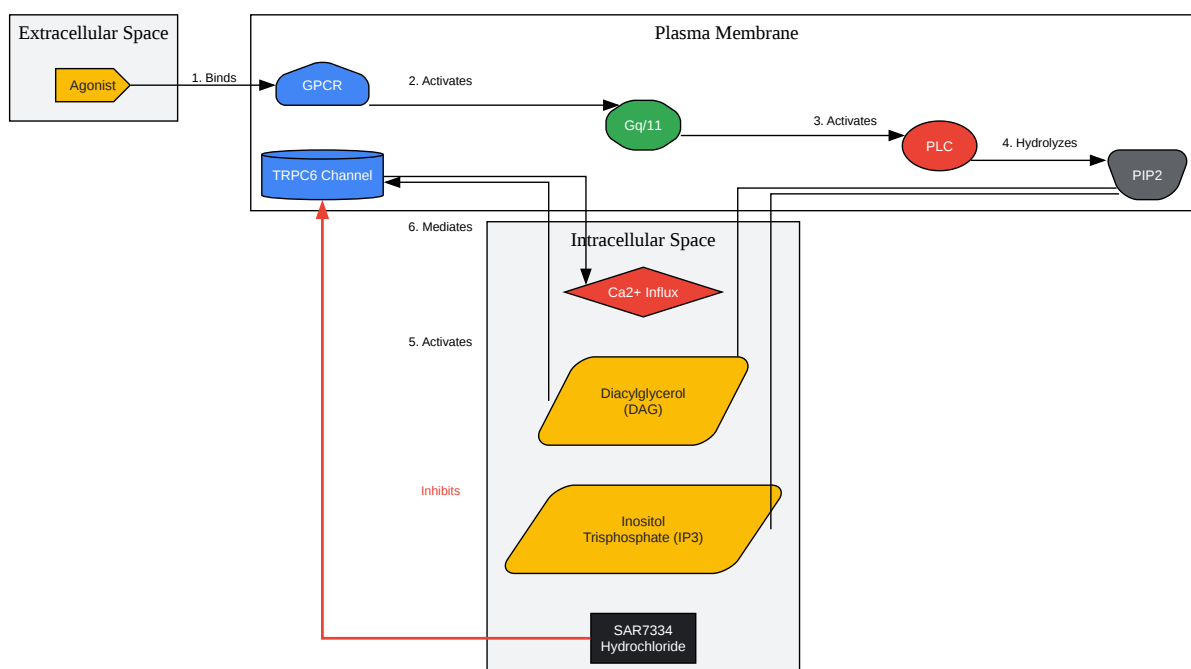 Extracellular Space
Plasma Membrane
Agonist
1. Binds
GPCR
2. Activates
Gq/11
3. Activates
PLC
4. Hydrolyzes
PIP2
TRPC6 Channel
6. Mediates
Intracellular Space
Ca2+ Influx
5. Activates
Diacylglycerol
(DAG)
Inhibits
Inositol
Trisphosphate (IP3)
SAR7334
Hydrochloride